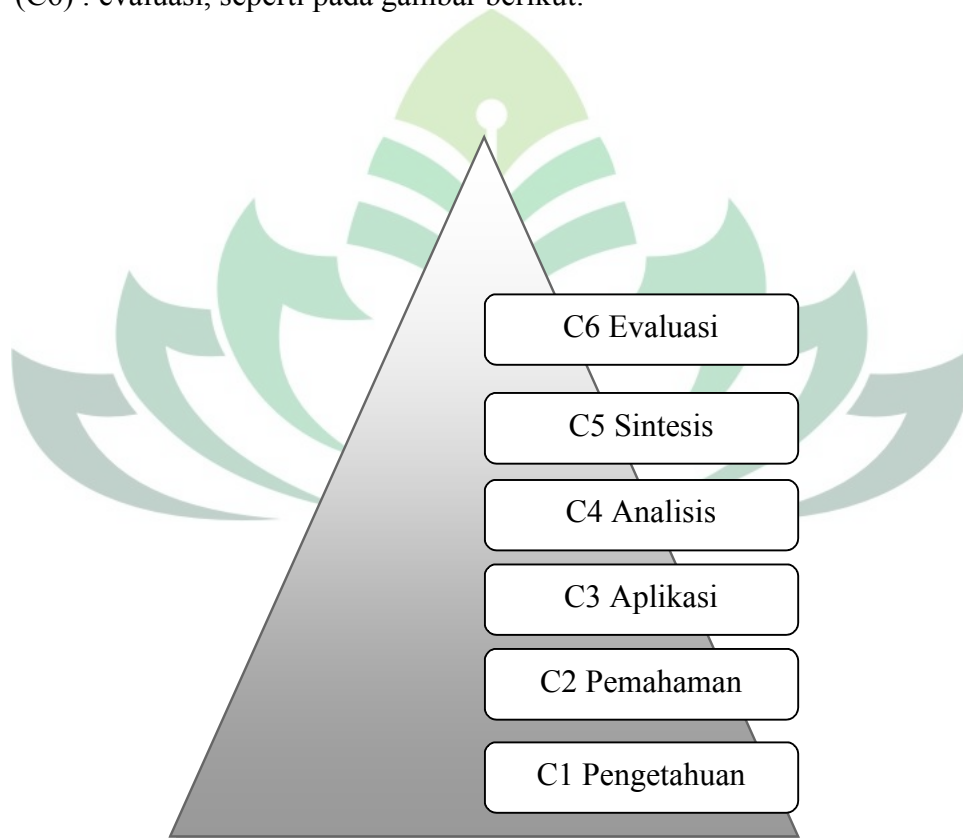 (C6) : evaluasi, seperti pada gambar berikut:
C6 Evaluasi
C5 Sintesis
C4 Analisis
C3 Aplikasi
C2 Pemahaman
C1 Pengetahuan